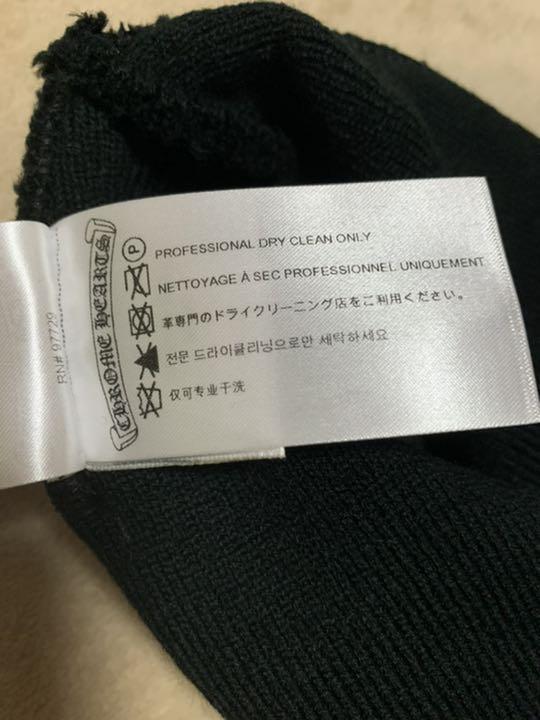 RN# 97729
CHROME HEARTS
P
PROFESSIONAL DRY CLEAN ONLY
NETTOYAGE À SEC PROFESSIONNEL UNIQUEMENT
革専門のドライクリーニング店をご利用ください。
전문 드라이클리닝으로만 세탁하세요
仅可专业干洗